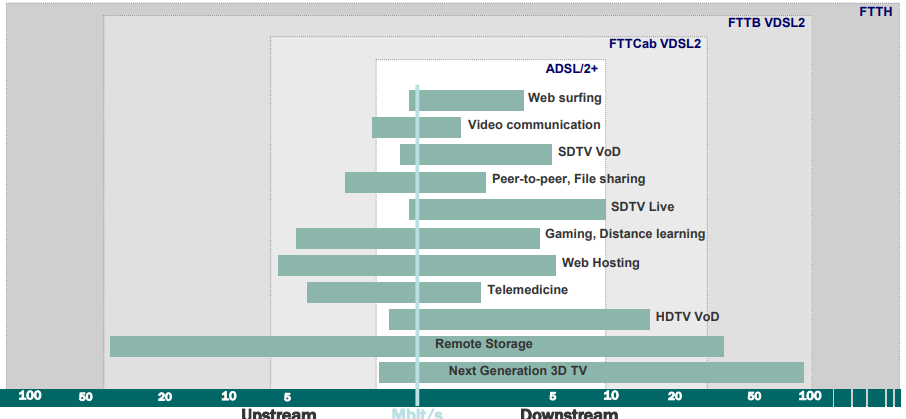 FTTH
FTTB VDSL2
FTTCab VDSL2
ADSL/2+
Web surfing
Video communication
SDTV VoD
Peer-to-peer, File sharing
SDTV Live
Gaming, Distance learning
Web Hosting
Telemedicine
HDTV VoD
Remote Storage
Next Generation 3D TV
100 50 20 10 5 5 10 20 50 100
Upstream Mbit/s Downstream